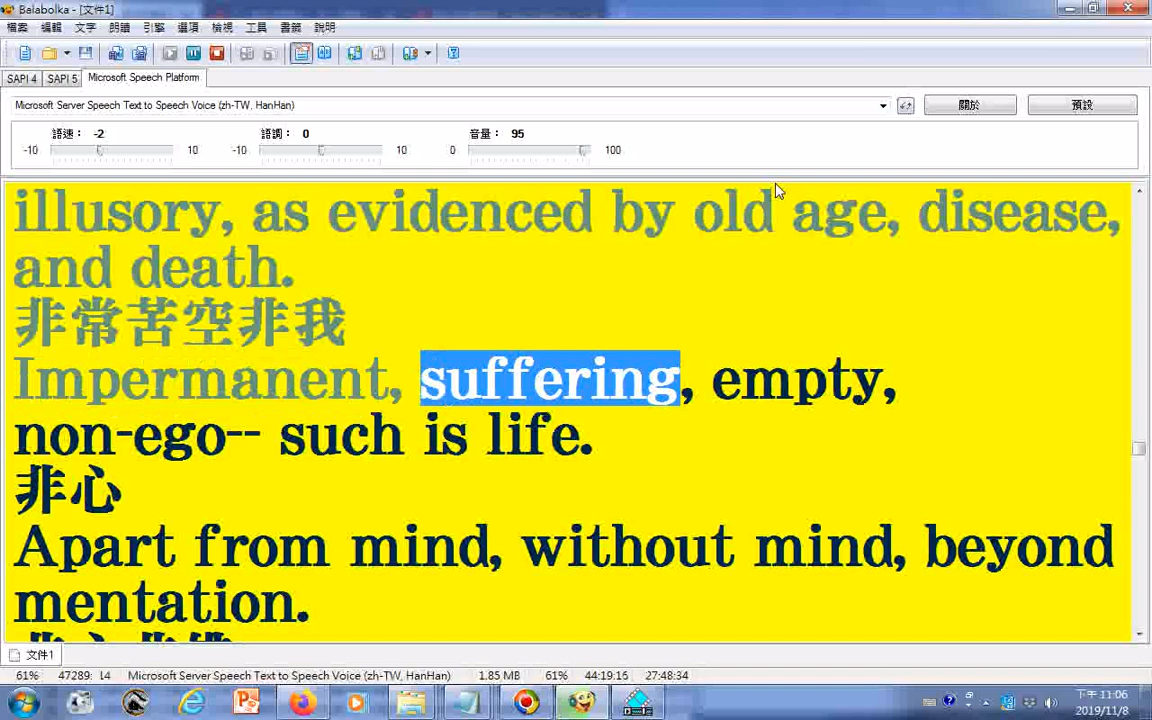 Balabolka - [文件1]
檔案 編輯 文字 朗讀 引擎 選項 檢視 工具 書籤 說明
SAPI 4 SAPI 5 Microsoft Speech Platform
Microsoft Server Speech Text to Speech Voice (zh-TW, HanHan) 關於 預設
語速： -2 語調： 0 音量： 95
-10 10 -10 10 0 100
illusory, as evidenced by old age, disease,
and death.
非常苦空非我
Impermanent, suffering, empty,
non-ego-- such is life.
非心
Apart from mind, without mind, beyond
mentation.
非心非佛
文件1
61% 47289: 14 Microsoft Server Speech Text to Speech Voice (zh-TW, HanHan) 1.85 MB 61% 44:19:15 27:48:34
下午 11:06
2019/11/8